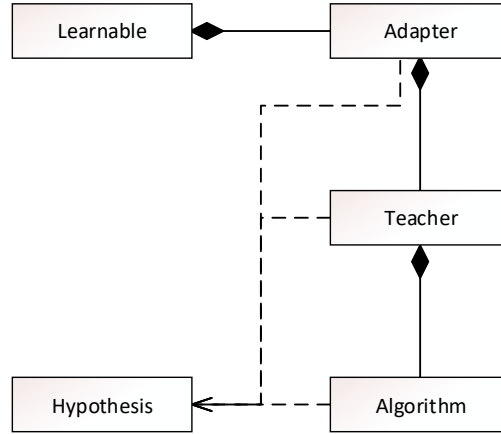 Learnable
Adapter
Teacher
Hypothesis
Algorithm